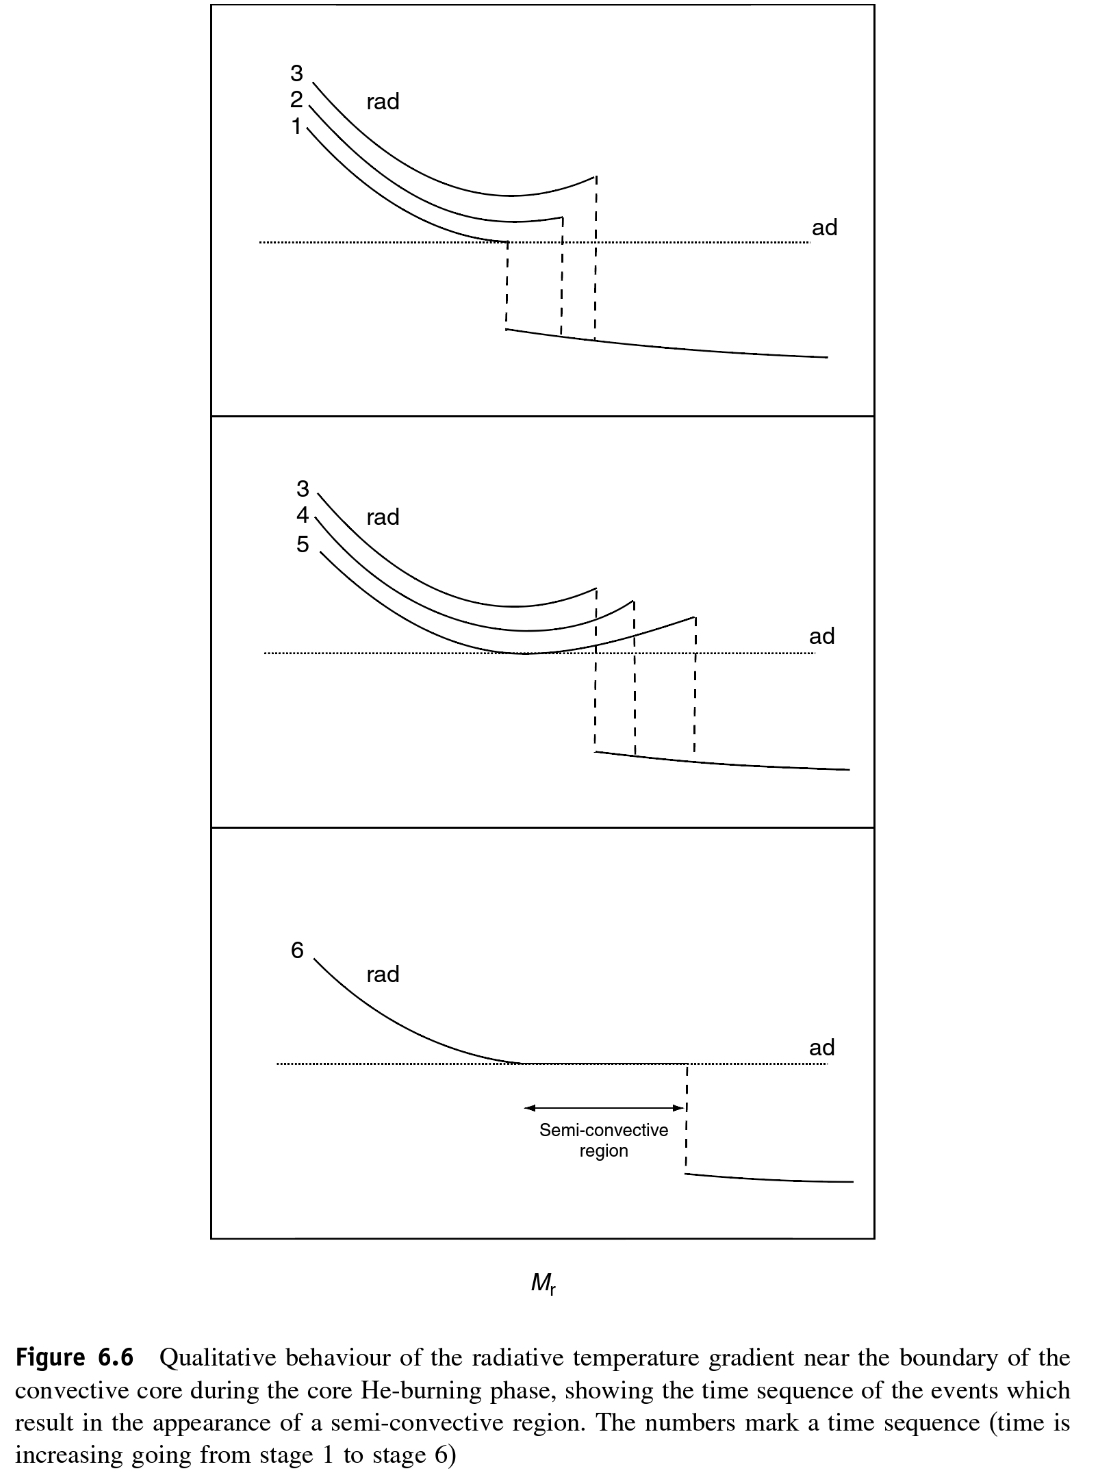 3
rad
2
1
ad
3
rad
4
5
ad
6
rad
ad
Semi-convective
region
Mr
Figure 6.6 Qualitative behaviour of the radiative temperature gradient near the boundary of the
convective core during the core He-burning phase, showing the time sequence of the events which
result in the appearance of a semi-convective region. The numbers mark a time sequence (time is
increasing going from stage 1 to stage 6)